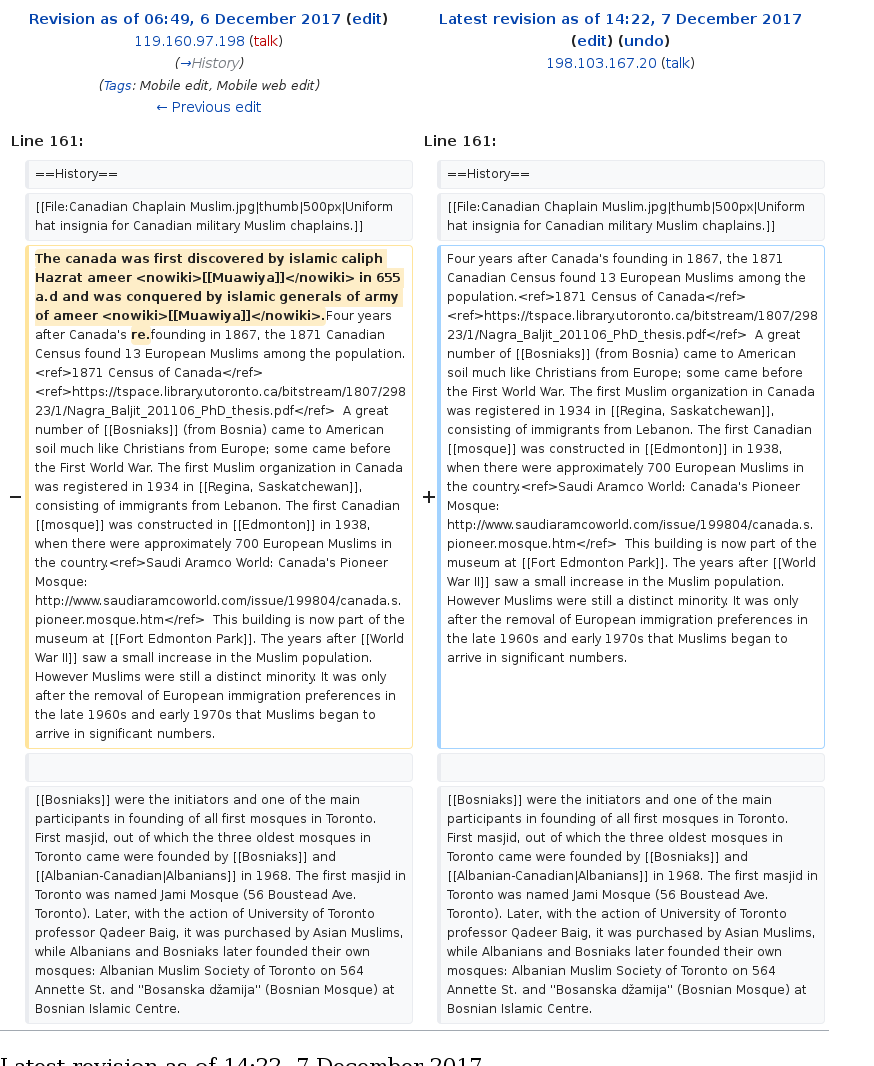 Revision as of 06:49, 6 December 2017 (edit)
119.160.97.198 (talk)
(→History)
(Tags: Mobile edit, Mobile web edit)
← Previous edit
Latest revision as of 14:22, 7 December 2017
(edit) (undo)
198.103.167.20 (talk)
Line 161:
==History==
[[File:Canadian Chaplain Muslim.jpg|thumb|500px|Uniform
hat insignia for Canadian military Muslim chaplains.]]
−
The canada was first discovered by islamic caliph
Hazrat ameer <nowiki>[[Muawiya]]</nowiki> in 655
a.d and was conquered by islamic generals of army
of ameer <nowiki>[[Muawiya]]</nowiki>.Four years
after Canada's re.founding in 1867, the 1871 Canadian
Census found 13 European Muslims among the population.
<ref>1871 Census of Canada</ref>
<ref>https://tspace.library.utoronto.ca/bitstream/1807/298
23/1/Nagra_Baljit_201106_PhD_thesis.pdf</ref>  A great
number of [[Bosniaks]] (from Bosnia) came to American
soil much like Christians from Europe; some came before
the First World War. The first Muslim organization in Canada
was registered in 1934 in [[Regina, Saskatchewan]],
consisting of immigrants from Lebanon. The first Canadian
[[mosque]] was constructed in [[Edmonton]] in 1938,
when there were approximately 700 European Muslims in
the country.<ref>Saudi Aramco World: Canada's Pioneer
Mosque:
http://www.saudiaramcoworld.com/issue/199804/canada.s.
pioneer.mosque.htm</ref>  This building is now part of the
museum at [[Fort Edmonton Park]]. The years after [[World
War II]] saw a small increase in the Muslim population.
However Muslims were still a distinct minority. It was only
after the removal of European immigration preferences in
the late 1960s and early 1970s that Muslims began to
arrive in significant numbers.
[[Bosniaks]] were the initiators and one of the main
participants in founding of all first mosques in Toronto.
First masjid, out of which the three oldest mosques in
Toronto came were founded by [[Bosniaks]] and
[[Albanian-Canadian|Albanians]] in 1968. The first masjid in
Toronto was named Jami Mosque (56 Boustead Ave.
Toronto). Later, with the action of University of Toronto
professor Qadeer Baig, it was purchased by Asian Muslims,
while Albanians and Bosniaks later founded their own
mosques: Albanian Muslim Society of Toronto on 564
Annette St. and "Bosanska džamija" (Bosnian Mosque) at
Bosnian Islamic Centre.
Line 161:
==History==
[[File:Canadian Chaplain Muslim.jpg|thumb|500px|Uniform
hat insignia for Canadian military Muslim chaplains.]]
+
Four years after Canada's founding in 1867, the 1871
Canadian Census found 13 European Muslims among the
population.<ref>1871 Census of Canada</ref>
<ref>https://tspace.library.utoronto.ca/bitstream/1807/298
23/1/Nagra_Baljit_201106_PhD_thesis.pdf</ref>  A great
number of [[Bosniaks]] (from Bosnia) came to American
soil much like Christians from Europe; some came before
the First World War. The first Muslim organization in Canada
was registered in 1934 in [[Regina, Saskatchewan]],
consisting of immigrants from Lebanon. The first Canadian
[[mosque]] was constructed in [[Edmonton]] in 1938,
when there were approximately 700 European Muslims in
the country.<ref>Saudi Aramco World: Canada's Pioneer
Mosque:
http://www.saudiaramcoworld.com/issue/199804/canada.s.
pioneer.mosque.htm</ref>  This building is now part of the
museum at [[Fort Edmonton Park]]. The years after [[World
War II]] saw a small increase in the Muslim population.
However Muslims were still a distinct minority. It was only
after the removal of European immigration preferences in
the late 1960s and early 1970s that Muslims began to
arrive in significant numbers.
[[Bosniaks]] were the initiators and one of the main
participants in founding of all first mosques in Toronto.
First masjid, out of which the three oldest mosques in
Toronto came were founded by [[Bosniaks]] and
[[Albanian-Canadian|Albanians]] in 1968. The first masjid in
Toronto was named Jami Mosque (56 Boustead Ave.
Toronto). Later, with the action of University of Toronto
professor Qadeer Baig, it was purchased by Asian Muslims,
while Albanians and Bosniaks later founded their own
mosques: Albanian Muslim Society of Toronto on 564
Annette St. and "Bosanska džamija" (Bosnian Mosque) at
Bosnian Islamic Centre.
Latest revision as of 14:22, 7 December 2017